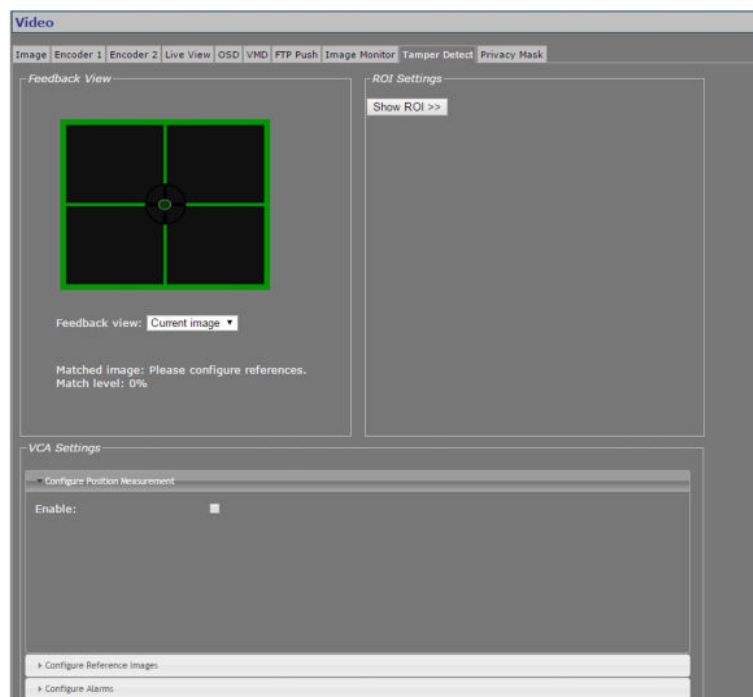 Video
Image Encoder 1 Encoder 2 Live View OSD VMD FTP Push Image Monitor Tamper Detect Privacy Mask
Feedback View
ROI Settings
Show ROI >>
Feedback view: Current image
Matched image: Please configure references.
Match level: 0%
VCA Settings
Configure Position Measurement
Enable:
Configure Reference Images
Configure Alarms